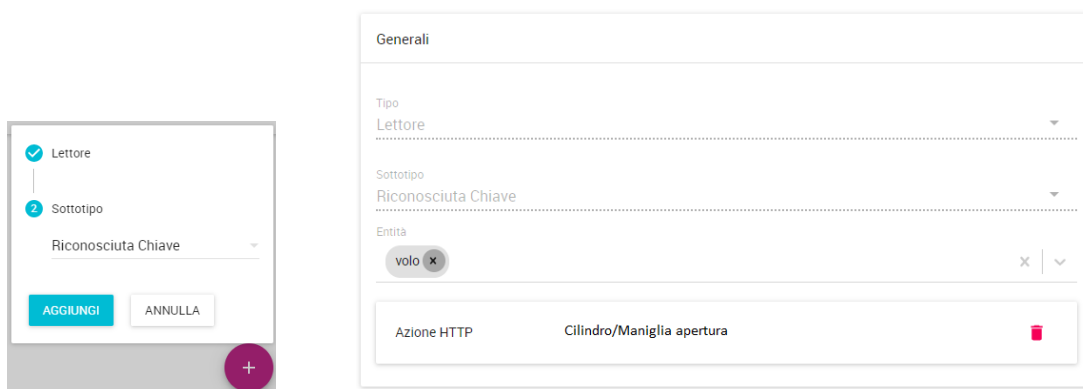 Lettore
2 Sottotipo
Riconosciuta Chiave
AGGIUNGI ANNULLA
+
Generali
Tipo
Lettore
Sottotipo
Riconosciuta Chiave
Entità
volo x
Azione HTTP Cilindro/Maniglia apertura